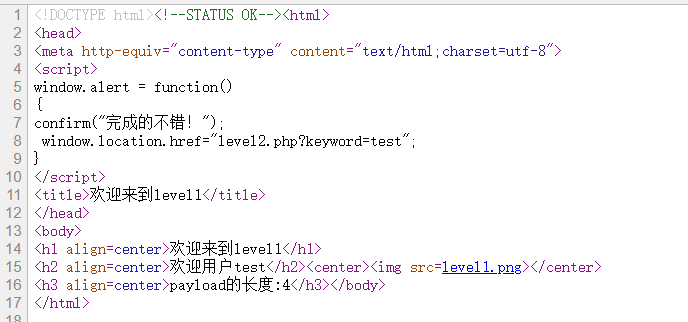 1 <!DOCTYPE html><!--STATUS OK--><html>
2 <head>
3 <meta http-equiv="content-type" content="text/html;charset=utf-8">
4 <script>
5 window.alert = function()
6 {
7 confirm("完成的不错！");
8 window.location.href="level2.php?keyword=test";
9 }
10 </script>
11 <title>欢迎来到level1</title>
12 </head>
13 <body>
14 <h1 align=center>欢迎来到level1</h1>
15 <h2 align=center>欢迎用户test</h2><center><img src=level1.png></center>
16 <h3 align=center>payload的长度:4</h3></body>
17 </html>
18